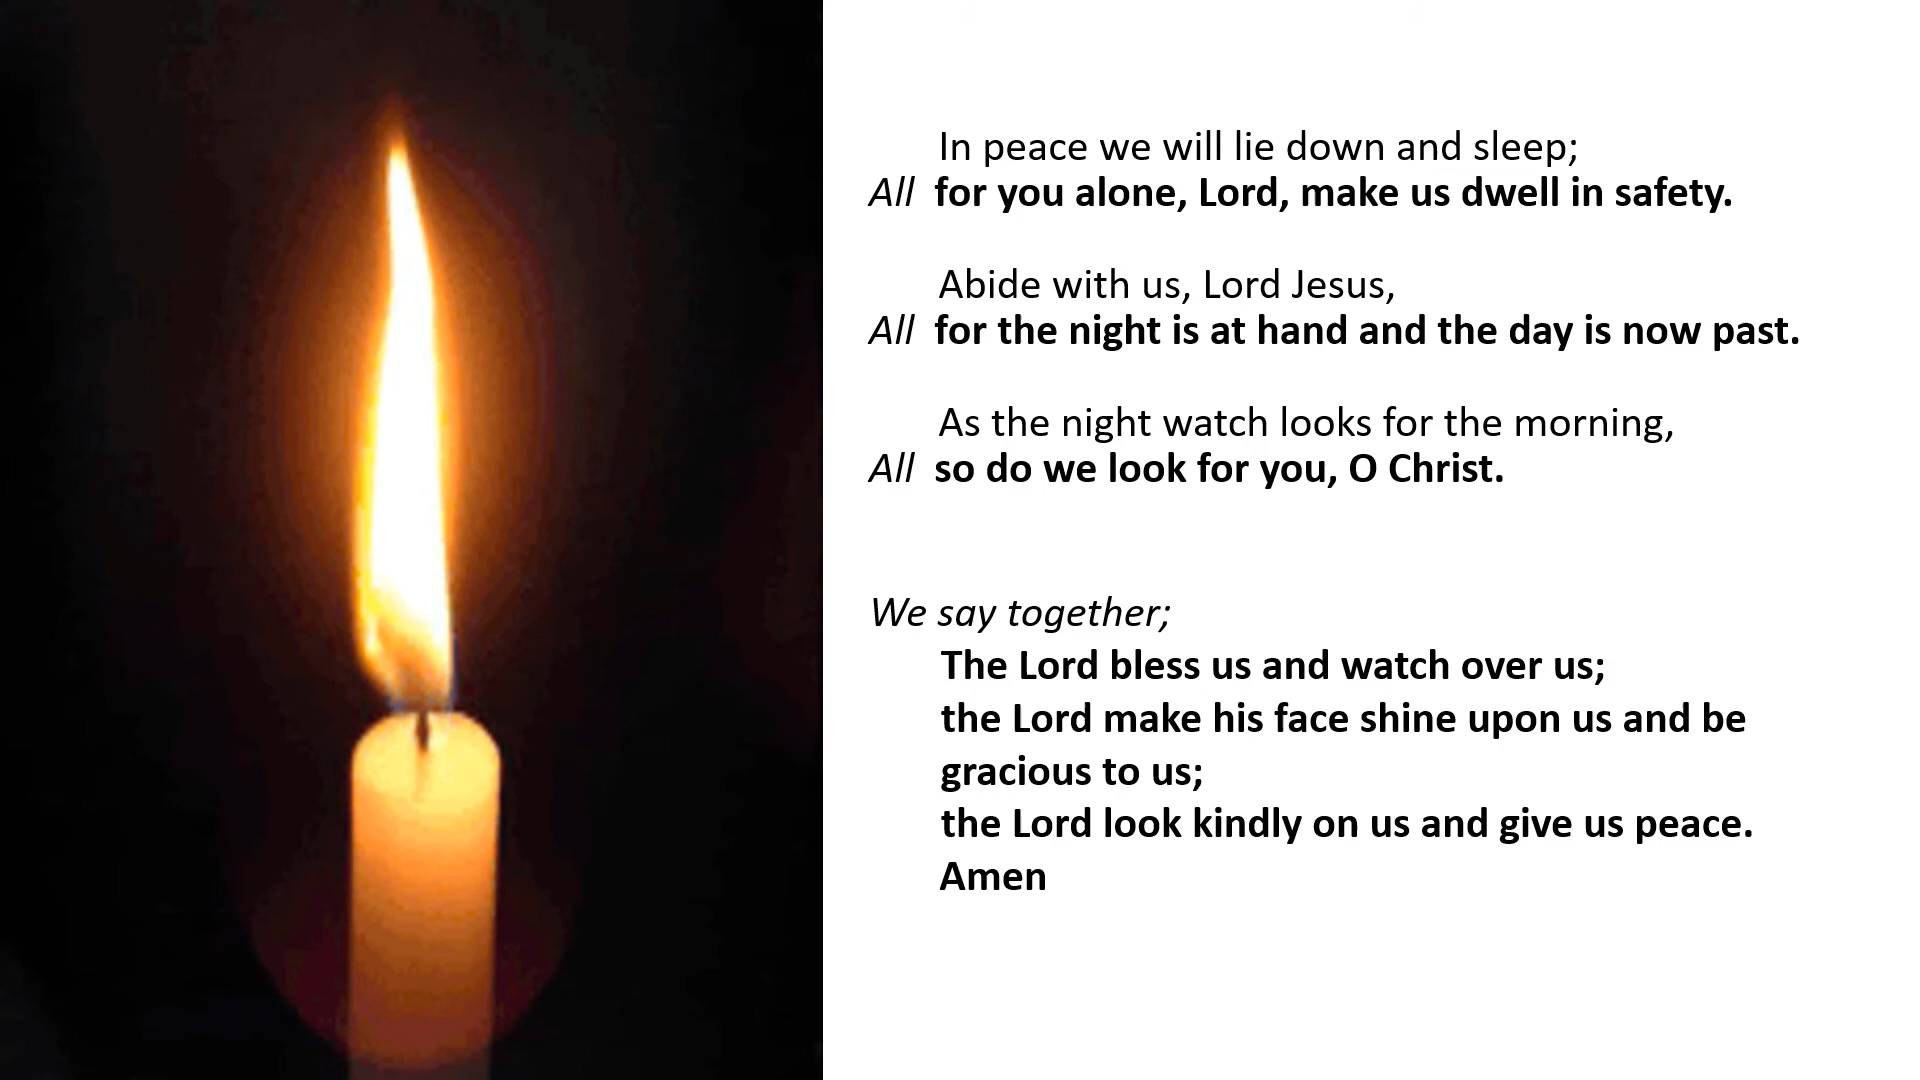 In peace we will lie down and sleep;
All for you alone, Lord, make us dwell in safety.
Abide with us, Lord Jesus,
All for the night is at hand and the day is now past.
As the night watch looks for the morning,
All so do we look for you, O Christ.
We say together;
The Lord bless us and watch over us;
the Lord make his face shine upon us and be
gracious to us;
the Lord look kindly on us and give us peace.
Amen